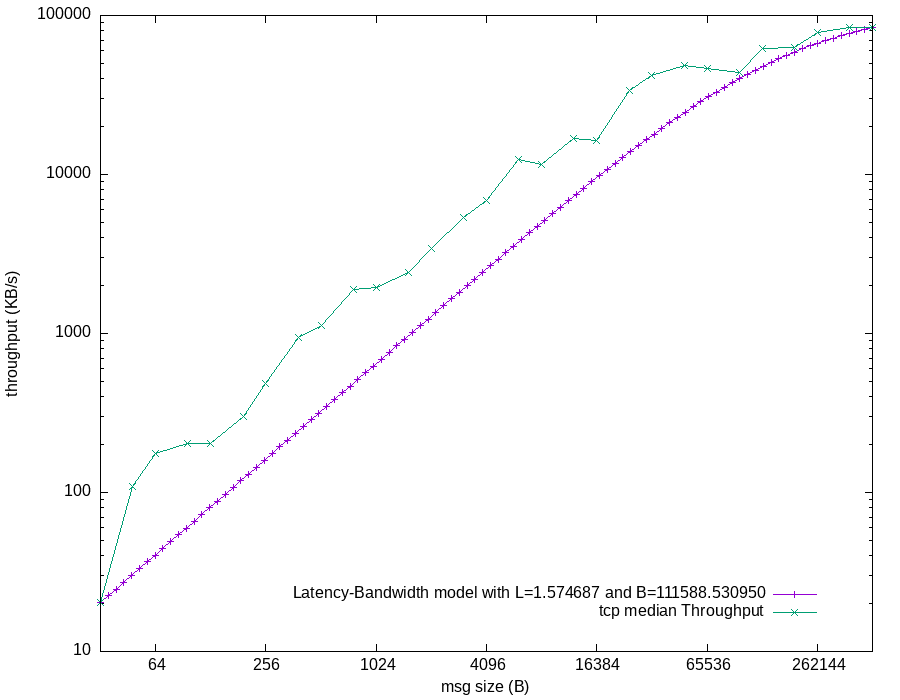 100000
10000
1000
100
10
throughput (KB/s)
Latency-Bandwidth model with L=1.574687 and B=111588.530950
tcp median Throughput
64 256 1024 4096 16384 65536 262144
msg size (B)